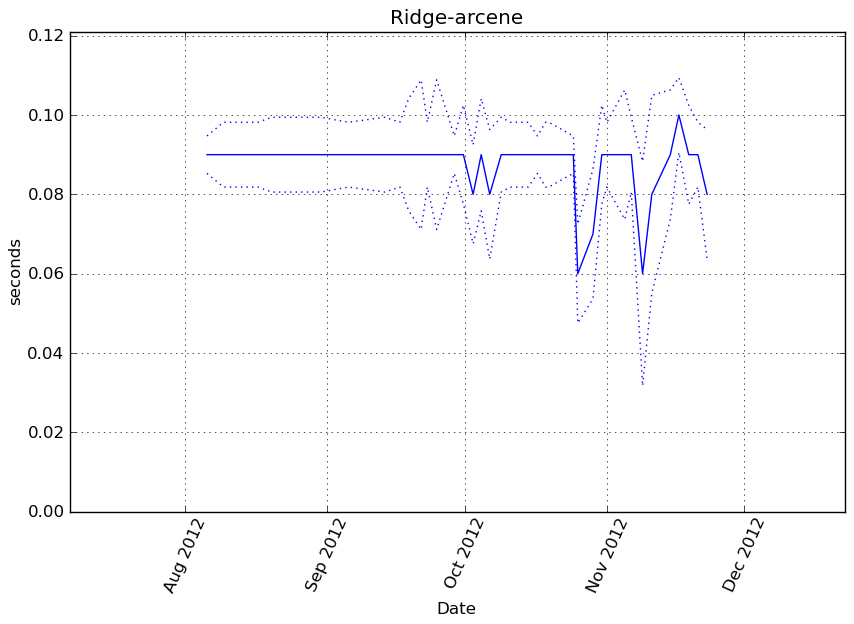 Ridge-arcene
0.12
0.10
0.08
0.06
0.04
0.02
0.00
seconds
Aug 2012
Sep 2012
Oct 2012
Nov 2012
Dec 2012
Date